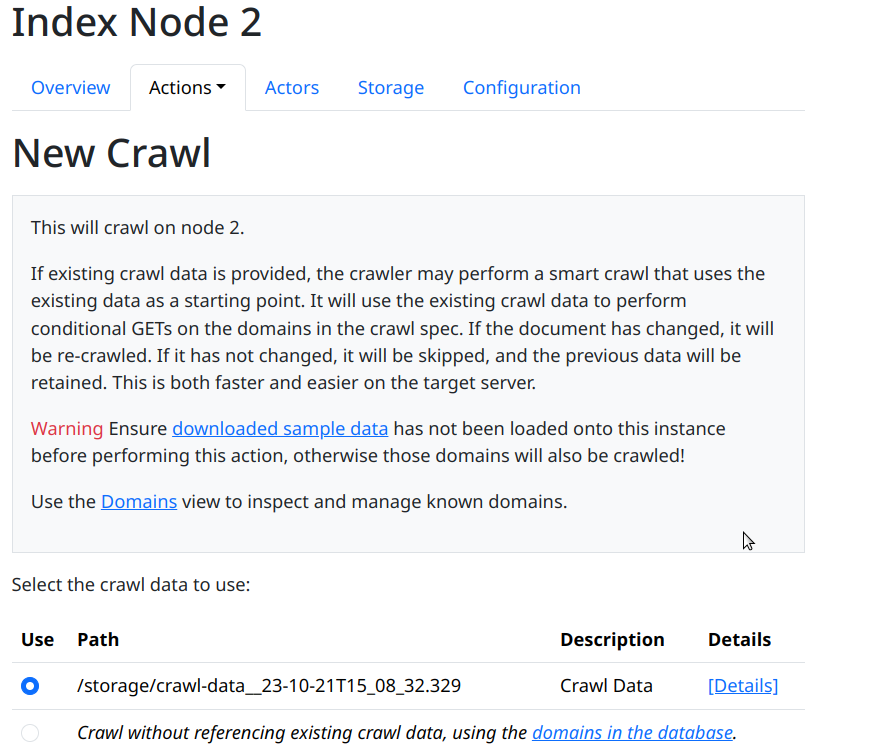 Index Node 2
Overview Actions Actors Storage Configuration
New Crawl
This will crawl on node 2.
If existing crawl data is provided, the crawler may perform a smart crawl that uses the
existing data as a starting point. It will use the existing crawl data to perform
conditional GETs on the domains in the crawl spec. If the document has changed, it will
be re-crawled. If it has not changed, it will be skipped, and the previous data will be
retained. This is both faster and easier on the target server.
Warning Ensure downloaded sample data has not been loaded onto this instance
before performing this action, otherwise those domains will also be crawled!
Use the Domains view to inspect and manage known domains.
Select the crawl data to use:
Use Path Description Details
/storage/crawl-data__23-10-21T15_08_32.329 Crawl Data [Details]
Crawl without referencing existing crawl data, using the domains in the database.